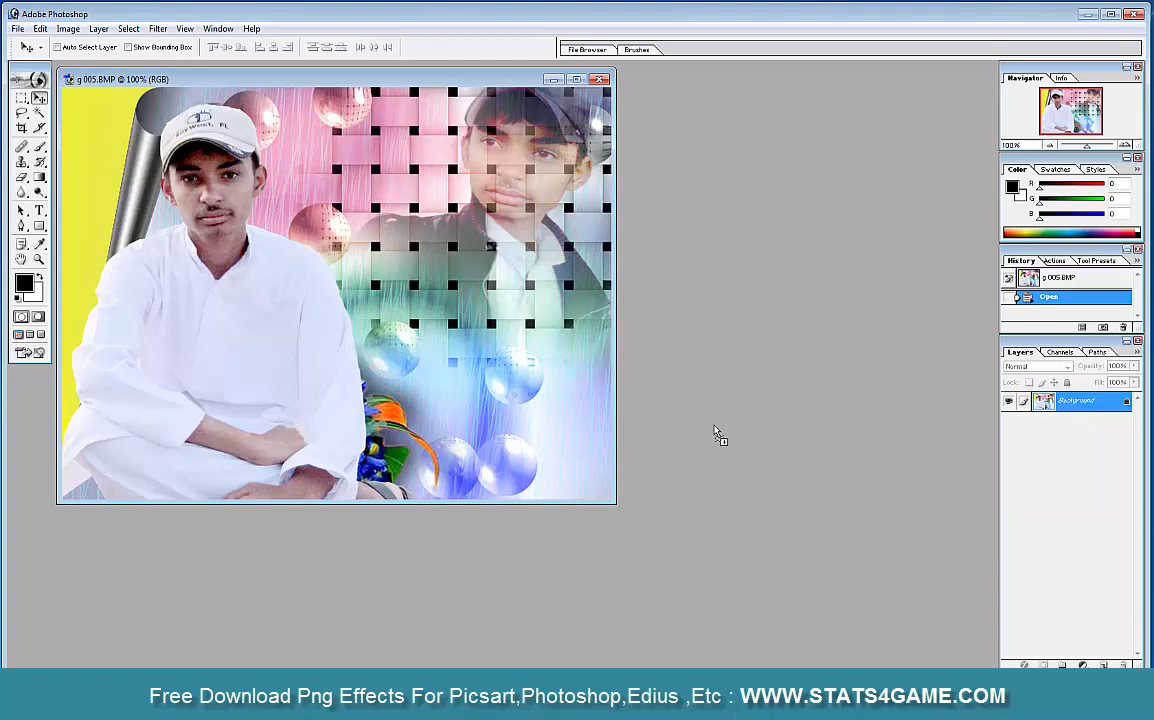 Adobe Photoshop
File Edit Image Layer Select Filter View Window Help
Auto Select Layer Show Bounding Box File Browser Brushes
g 005.BMP @ 100% (RGB)
Navigator Info
100%
Color Swatches Styles
R 0
G 0
B 0
History Actions Tool Presets
g 005.BMP
Open
Layers Channels Paths
Normal Opacity: 100%
Lock: Fill: 100%
Background
Free Download Png Effects For Picsart,Photoshop,Edius ,Etc : WWW.STATS4GAME.COM